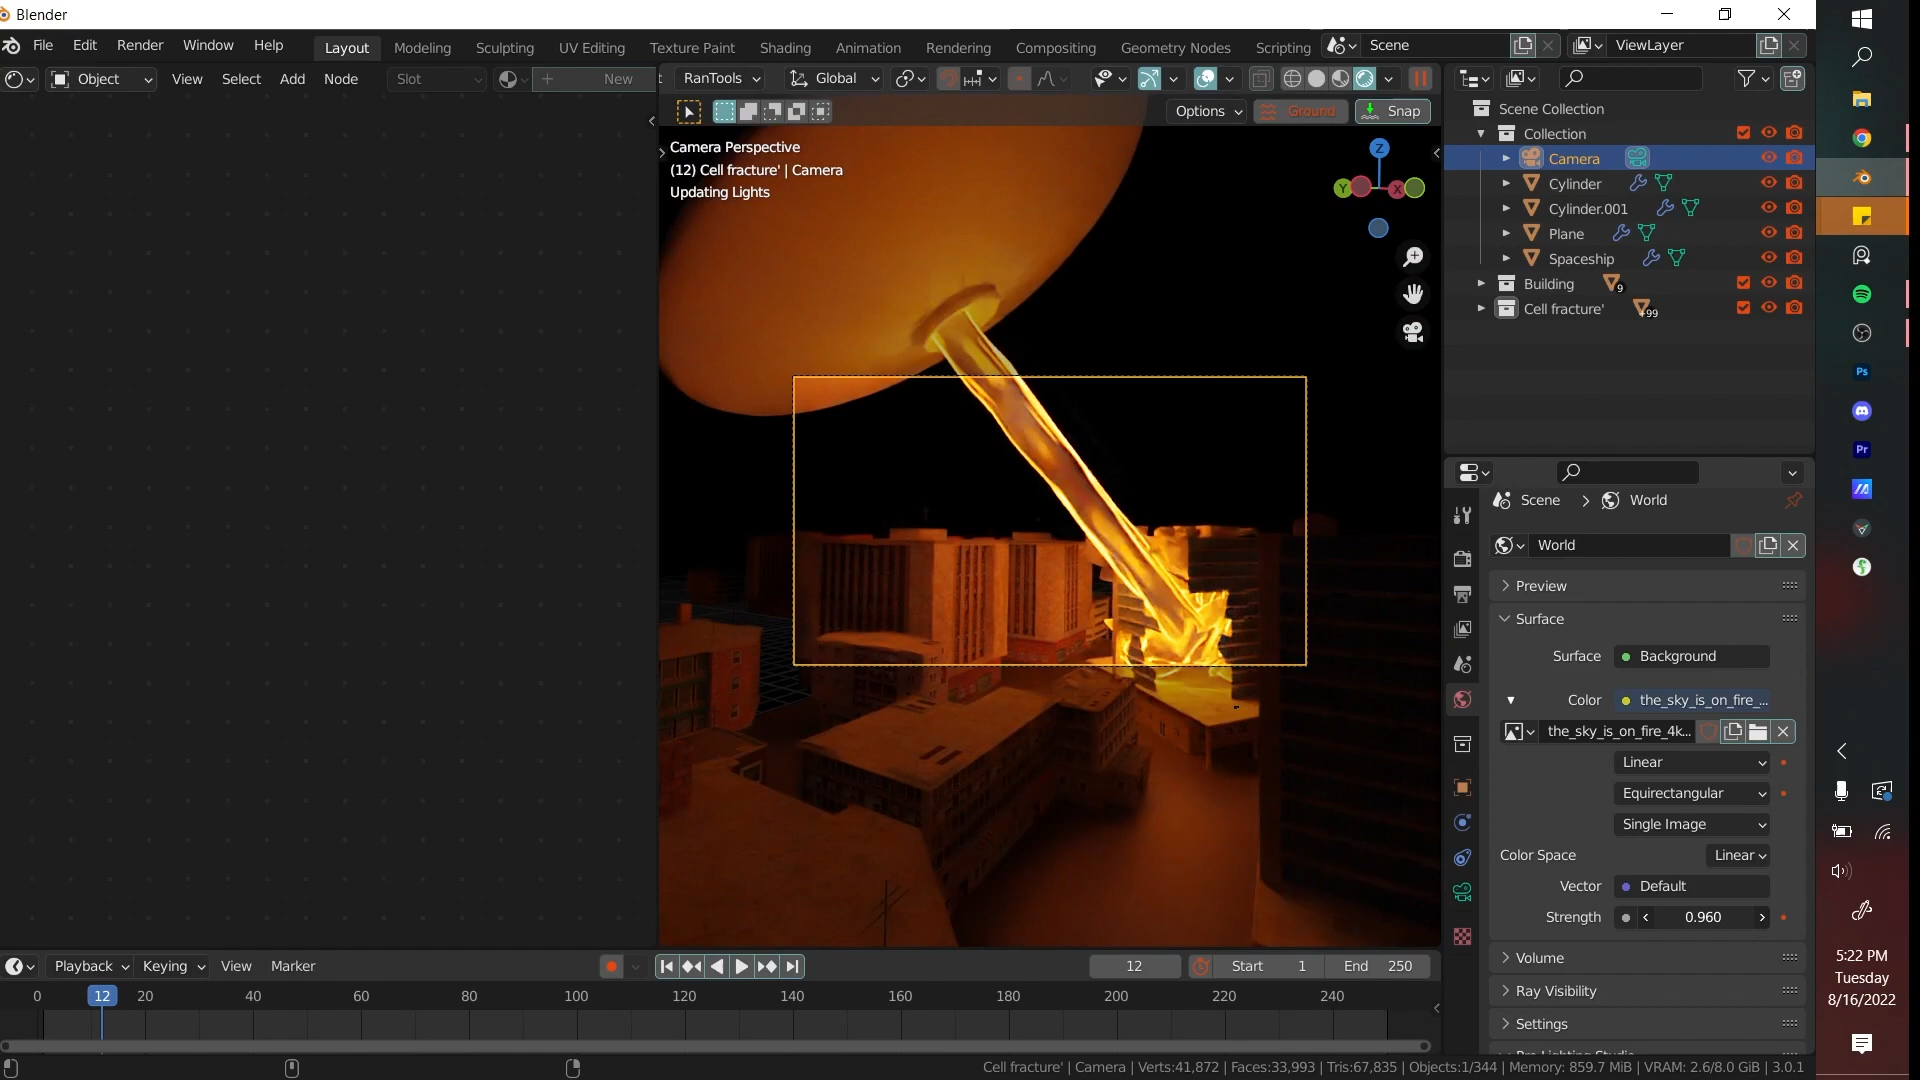 Blender
File Edit Render Window Help Layout Modeling Sculpting UV Editing Texture Paint Shading Animation Rendering Compositing Geometry Nodes Scripting Scene ViewLayer
Object View Select Add Node Slot New RanTools Global
Options Ground Snap
Camera Perspective
(12) Cell fracture' | Camera
Updating Lights
Z
Y X
Scene Collection
Collection
Camera
Cylinder
Cylinder.001
Plane
Spaceship
Building 9
Cell fracture' +99
Scene > World
World
Preview
Surface
Surface Background
Color the_sky_is_on_fire_...
the_sky_is_on_fire_4k...
Linear
Equirectangular
Single Image
Color Space Linear
Vector Default
Strength 0.960
Volume
Ray Visibility
Settings
Playback Keying View Marker 12 Start 1 End 250
0 12 20 40 60 80 100 120 140 160 180 200 220 240
Cell fracture' | Camera | Verts:41,872 | Faces:33,993 | Tris:67,835 | Objects:1/344 | Memory: 859.7 MiB | VRAM: 2.6/8.0 GiB | 3.0.1
Ps
Pr
5:22 PM
Tuesday
8/16/2022